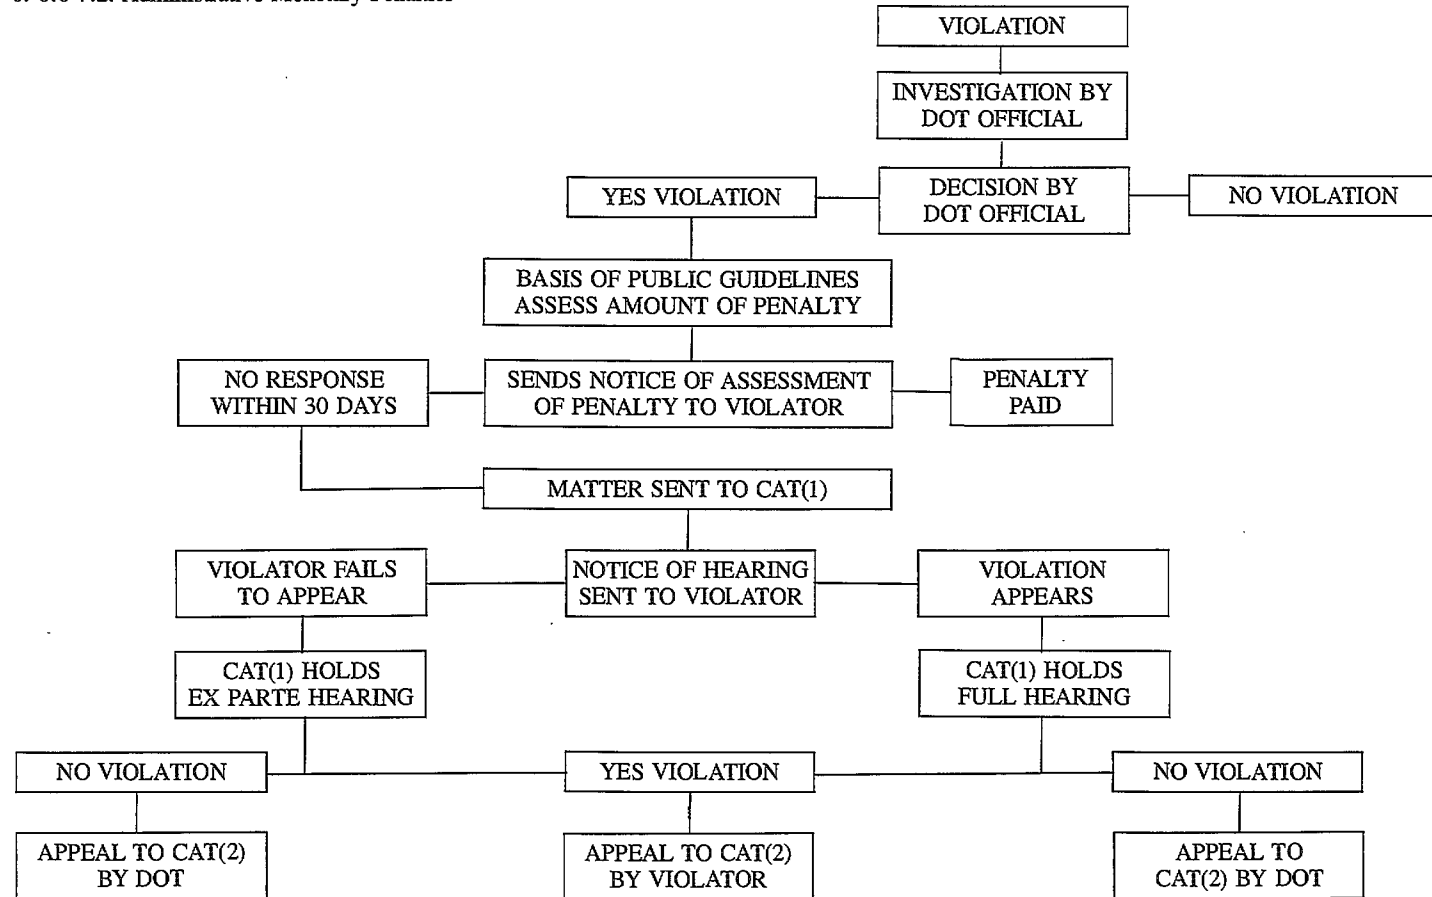 VIOLATION
INVESTIGATION BY
DOT OFFICIAL
YES VIOLATION
DECISION BY
DOT OFFICIAL
NO VIOLATION
BASIS OF PUBLIC GUIDELINES
ASSESS AMOUNT OF PENALTY
NO RESPONSE
WITHIN 30 DAYS
SENDS NOTICE OF ASSESSMENT
OF PENALTY TO VIOLATOR
PENALTY
PAID
MATTER SENT TO CAT(1)
VIOLATOR FAILS
TO APPEAR
NOTICE OF HEARING
SENT TO VIOLATOR
VIOLATION
APPEARS
CAT(1) HOLDS
EX PARTE HEARING
CAT(1) HOLDS
FULL HEARING
NO VIOLATION
YES VIOLATION
NO VIOLATION
APPEAL TO CAT(2)
BY DOT
APPEAL TO CAT(2)
BY VIOLATOR
APPEAL TO
CAT(2) BY DOT